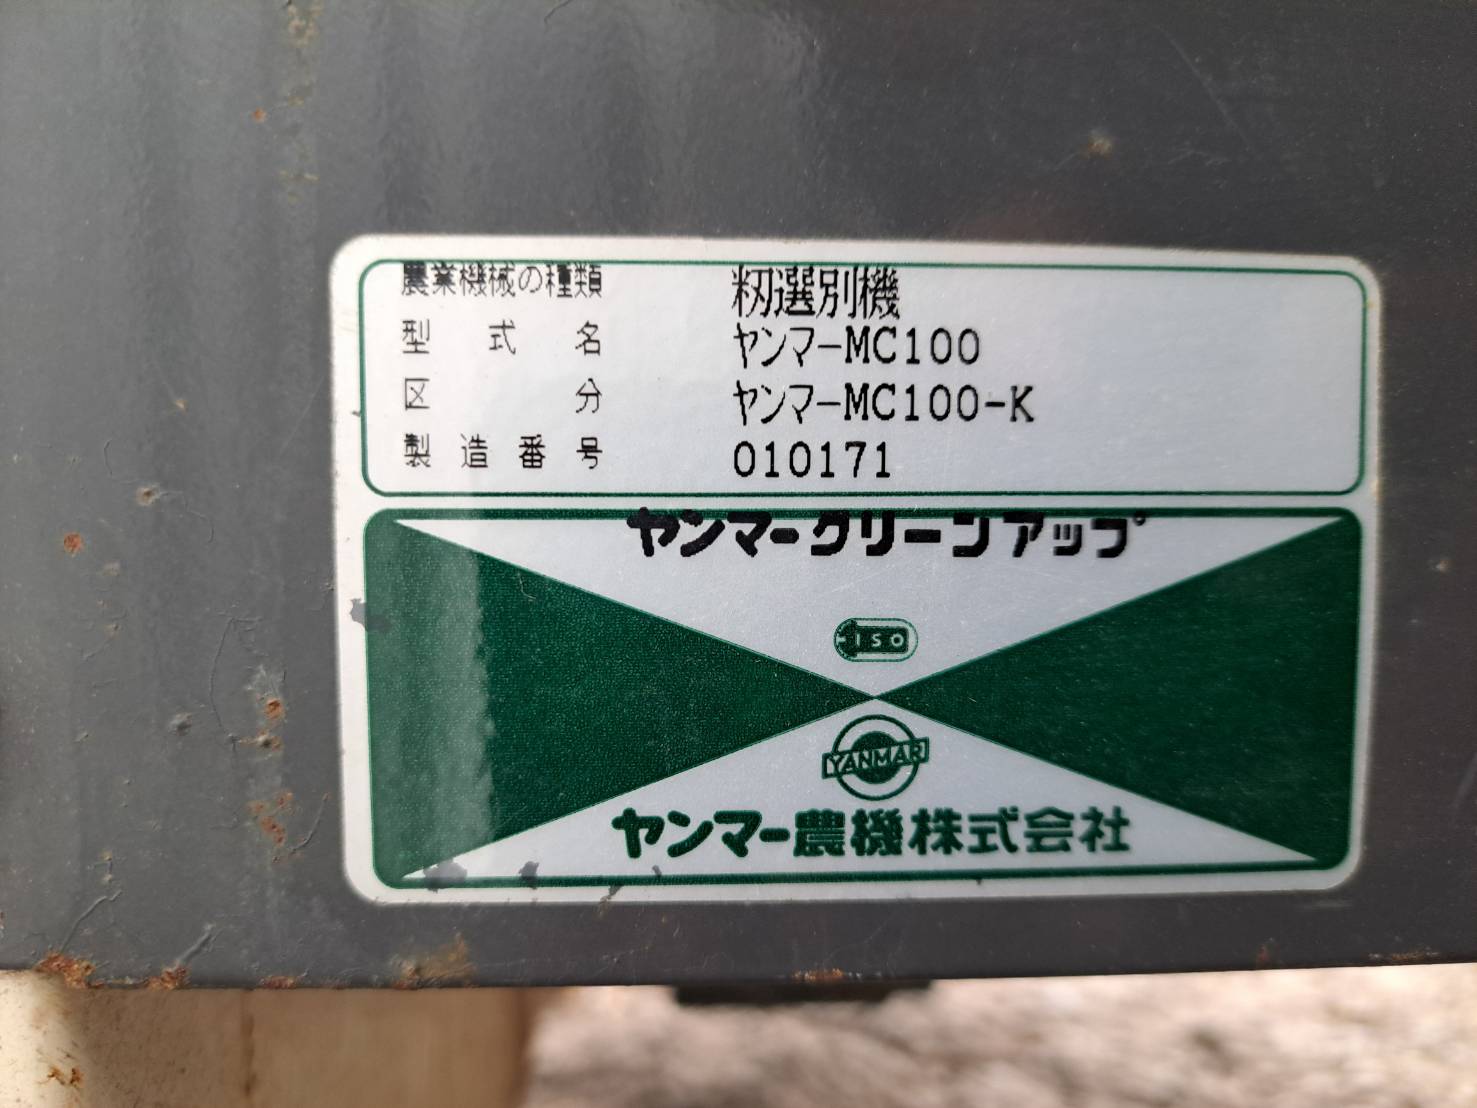 農業機械の種類 籾選別機
型式名 ヤンマーMC100
区分 ヤンマーMC100-K
製造番号 010171
ヤンマークリーンアップ
ISO
YANMAR
ヤンマー農機株式会社